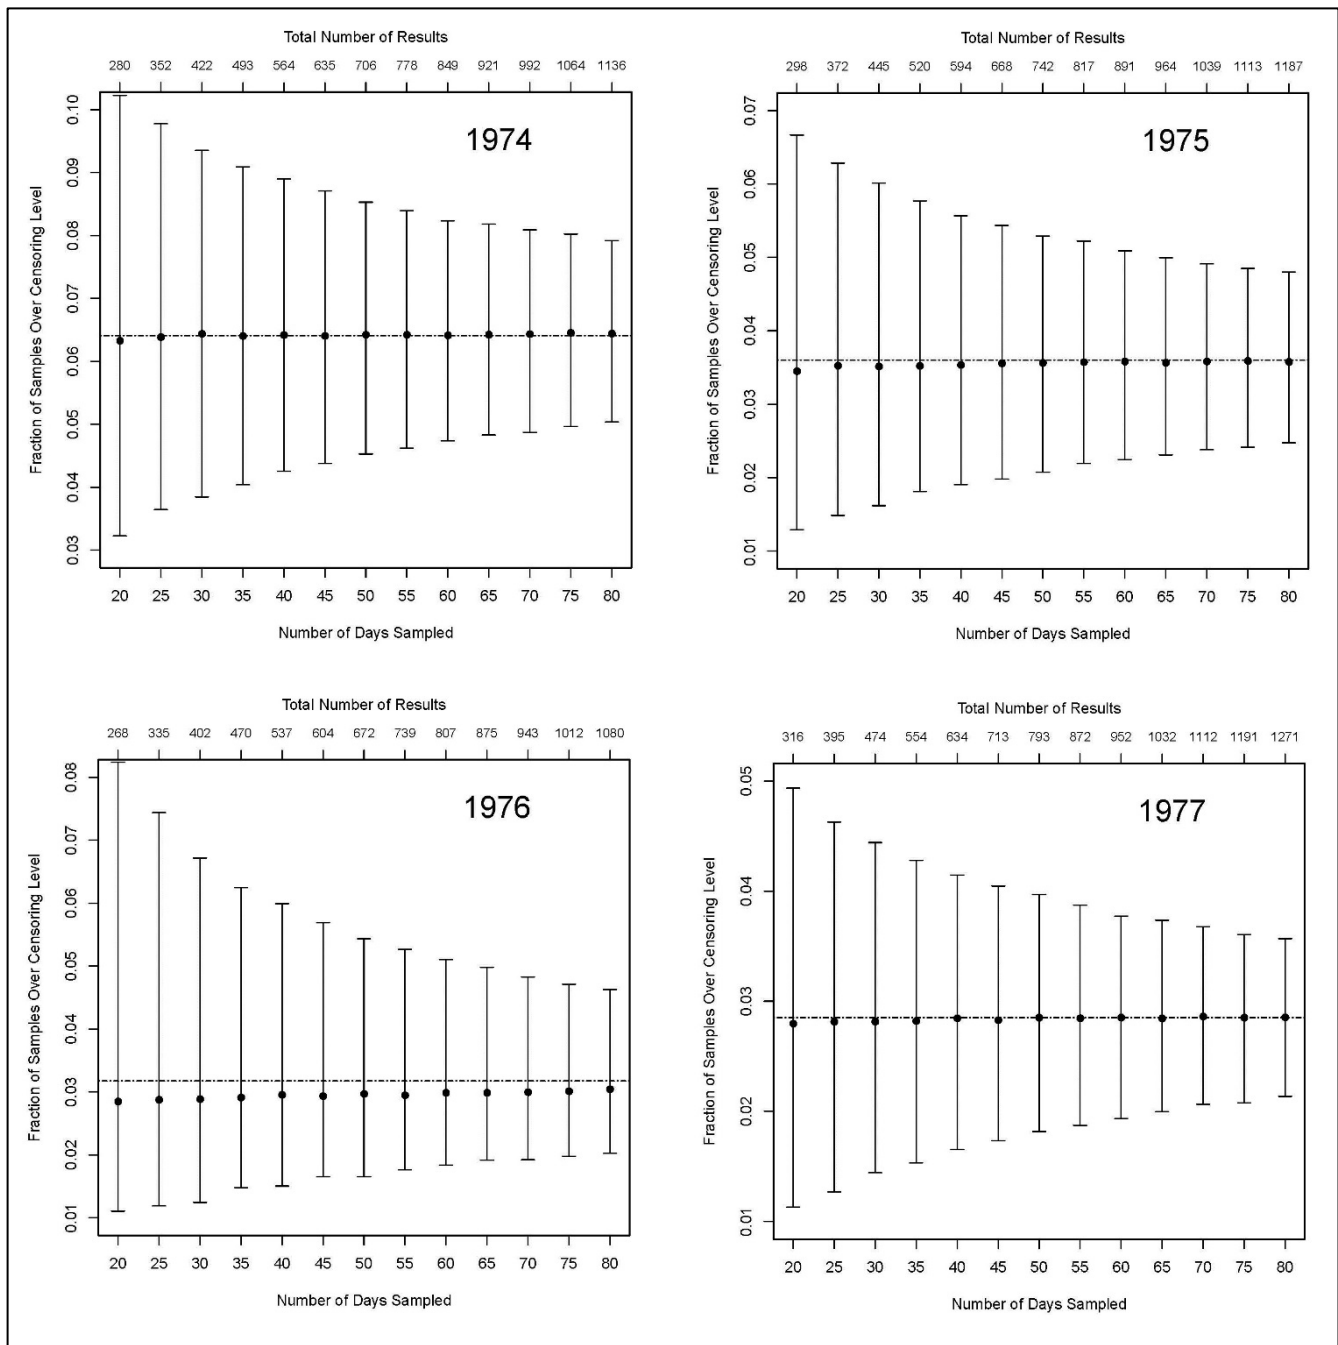 Total Number of Results
280 352 422 493 564 635 706 778 849 921 992 1064 1136
1974
Fraction of Samples Over Censoring Level
0.10
0.09
0.08
0.07
0.06
0.05
0.04
0.03
20 25 30 35 40 45 50 55 60 65 70 75 80
Number of Days Sampled
Total Number of Results
298 372 445 520 594 668 742 817 891 964 1039 1113 1187
1975
Fraction of Samples Over Censoring Level
0.07
0.06
0.05
0.04
0.03
0.02
0.01
20 25 30 35 40 45 50 55 60 65 70 75 80
Number of Days Sampled
Total Number of Results
268 335 402 470 537 604 672 739 807 875 943 1012 1080
1976
Fraction of Samples Over Censoring Level
0.08
0.07
0.06
0.05
0.04
0.03
0.02
0.01
20 25 30 35 40 45 50 55 60 65 70 75 80
Number of Days Sampled
Total Number of Results
316 395 474 554 634 713 793 872 952 1032 1112 1191 1271
1977
Fraction of Samples Over Censoring Level
0.05
0.04
0.03
0.02
0.01
20 25 30 35 40 45 50 55 60 65 70 75 80
Number of Days Sampled